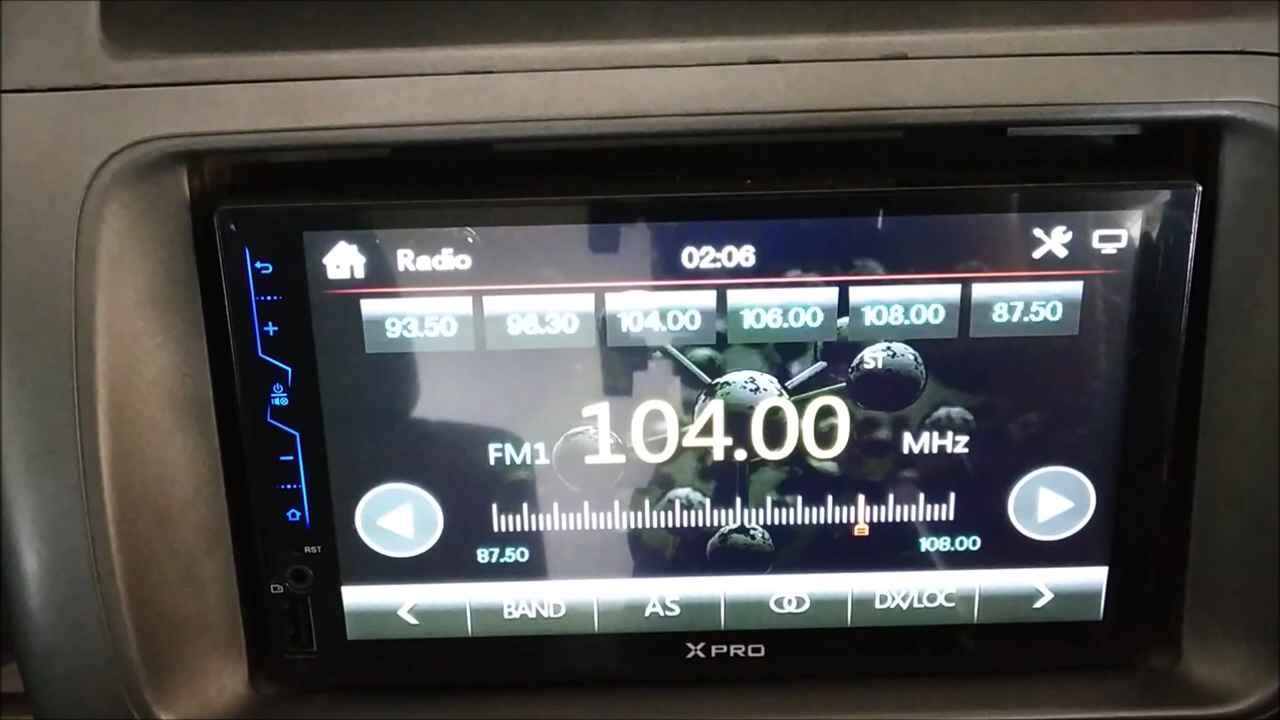 Radio 02:06
93.50 98.30 104.00 106.00 108.00 87.50
ST
FM1 104.00 MHz
87.50 108.00
< BAND AS DX/LOC >
RST
XPRO